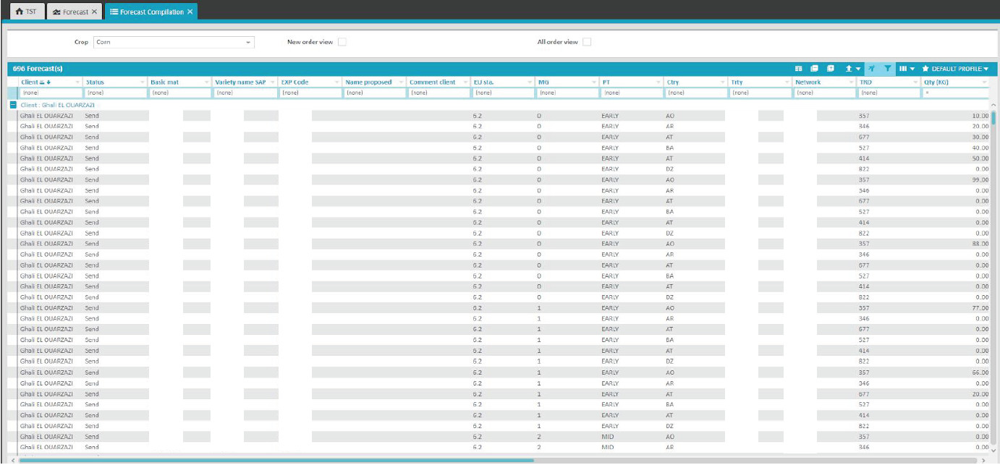 TST Forecast Forecast Compilation
Crop Corn New order view All order view
696 Forecast(s) DEFAULT PROFILE
Client Status Basic mat Variety name SAP EXP Code Name proposed Comment client EU sta. MG PT Ctry. Trty Network TRD Qty (KG)
(none) (none) (none) (none) (none) (none) (none) (none) (none) (none) (none) (none) (none) (none) =
Client : Ghali EL OUARZAZI
Ghali EL OUARZAZI Send 6.2 0 EARLY AO 357 10.00
Ghali EL OUARZAZI Send 6.2 0 EARLY AR 346 20.00
Ghali EL OUARZAZI Send 6.2 0 EARLY AT 677 30.00
Ghali EL OUARZAZI Send 6.2 0 EARLY BA 527 40.00
Ghali EL OUARZAZI Send 6.2 0 EARLY AT 414 50.00
Ghali EL OUARZAZI Send 6.2 0 EARLY DZ 822 0.00
Ghali EL OUARZAZI Send 6.2 0 EARLY AO 357 99.00
Ghali EL OUARZAZI Send 6.2 0 EARLY AR 346 0.00
Ghali EL OUARZAZI Send 6.2 0 EARLY AT 677 0.00
Ghali EL OUARZAZI Send 6.2 0 EARLY BA 527 0.00
Ghali EL OUARZAZI Send 6.2 0 EARLY AT 414 0.00
Ghali EL OUARZAZI Send 6.2 0 EARLY DZ 822 0.00
Ghali EL OUARZAZI Send 6.2 0 EARLY AO 357 88.00
Ghali EL OUARZAZI Send 6.2 0 EARLY AR 346 0.00
Ghali EL OUARZAZI Send 6.2 0 EARLY AT 677 0.00
Ghali EL OUARZAZI Send 6.2 0 EARLY BA 527 0.00
Ghali EL OUARZAZI Send 6.2 0 EARLY AT 414 0.00
Ghali EL OUARZAZI Send 6.2 0 EARLY DZ 822 0.00
Ghali EL OUARZAZI Send 6.2 1 EARLY AO 357 77.00
Ghali EL OUARZAZI Send 6.2 1 EARLY AR 346 0.00
Ghali EL OUARZAZI Send 6.2 1 EARLY AT 677 0.00
Ghali EL OUARZAZI Send 6.2 1 EARLY BA 527 0.00
Ghali EL OUARZAZI Send 6.2 1 EARLY AT 414 0.00
Ghali EL OUARZAZI Send 6.2 1 EARLY DZ 822 0.00
Ghali EL OUARZAZI Send 6.2 1 EARLY AO 357 66.00
Ghali EL OUARZAZI Send 6.2 1 EARLY AR 346 0.00
Ghali EL OUARZAZI Send 6.2 1 EARLY AT 677 20.00
Ghali EL OUARZAZI Send 6.2 1 EARLY BA 527 0.00
Ghali EL OUARZAZI Send 6.2 1 EARLY AT 414 0.00
Ghali EL OUARZAZI Send 6.2 1 EARLY DZ 822 0.00
Ghali EL OUARZAZI Send 6.2 2 MID AO 357 0.00
Ghali EL OUARZAZI Send 6.2 2 MID AR 346 0.00